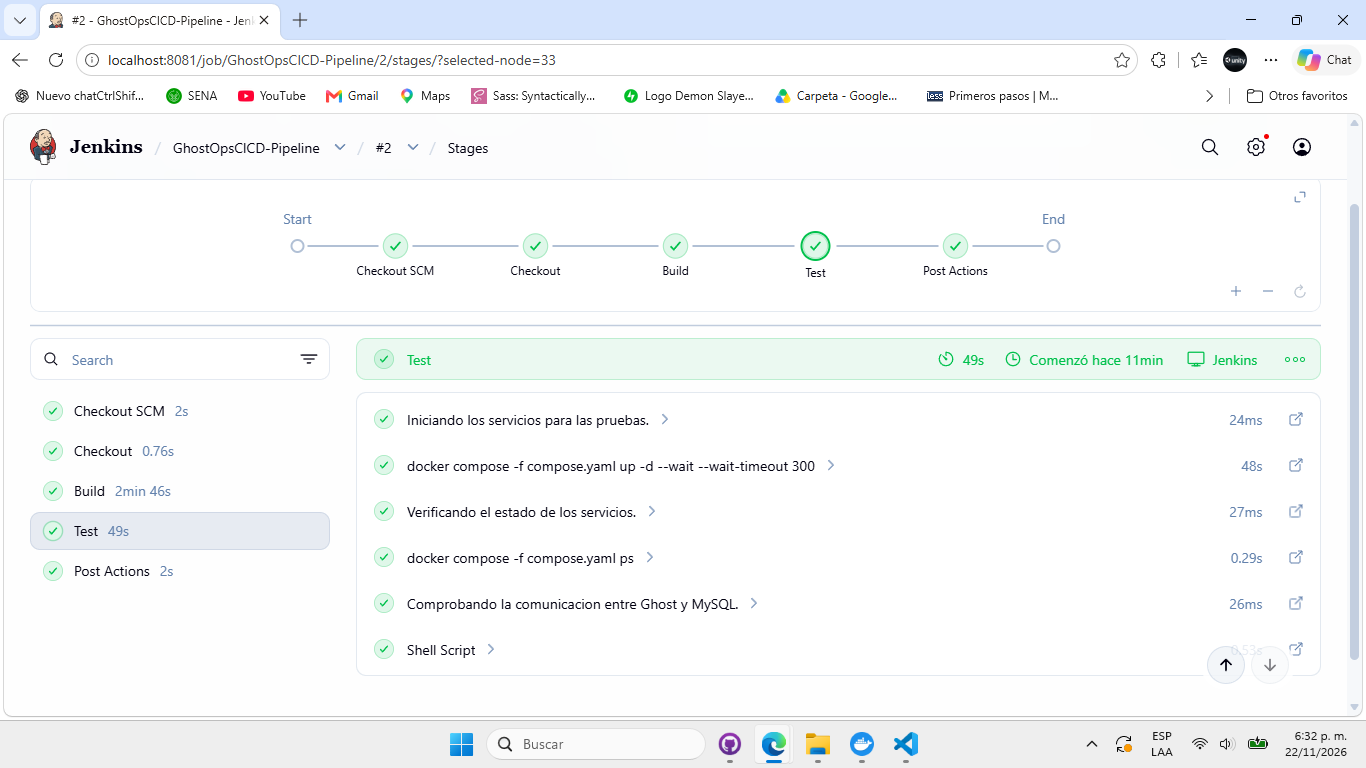 #2 - GhostOpsCICD-Pipeline - Jenk
localhost:8081/job/GhostOpsCICD-Pipeline/2/stages/?selected-node=33
unity
Chat
Nuevo chatCtrlShif...
SENA
YouTube
Gmail
Maps
Sass: Syntactically...
Logo Demon Slaye...
Carpeta - Google...
Primeros pasos | M...
Otros favoritos
Jenkins / GhostOpsCICD-Pipeline / #2 / Stages
Start
End
Checkout SCM
Checkout
Build
Test
Post Actions
Search
Test
49s
Comenzó hace 11min
Jenkins
Checkout SCM 2s
Checkout 0.76s
Build 2min 46s
Test 49s
Post Actions 2s
Iniciando los servicios para las pruebas. 24ms
docker compose -f compose.yaml up -d --wait --wait-timeout 300 48s
Verificando el estado de los servicios. 27ms
docker compose -f compose.yaml ps 0.29s
Comprobando la comunicacion entre Ghost y MySQL. 26ms
Shell Script 0.53s
Buscar
ESP
LAA
6:32 p. m.
22/11/2026